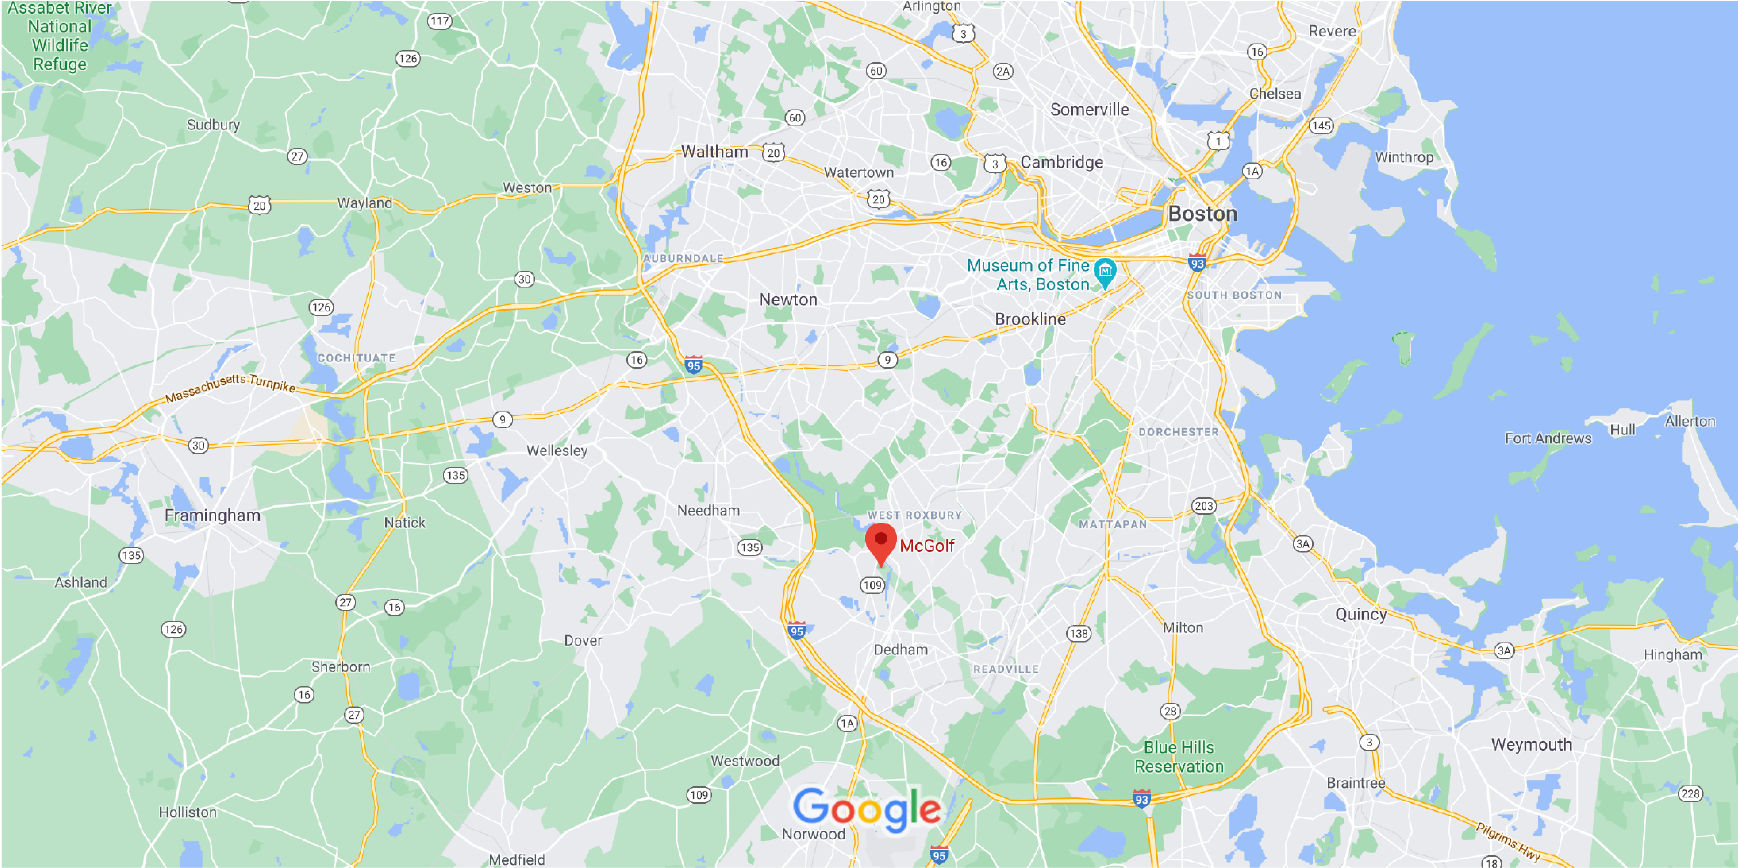 Assabet River
National
Wildlife
Refuge
117
Arlington
3
Revere
16
126
60
2A
Chelsea
Somerville
60
Sudbury
145
1
27
Waltham
20
16
3
Cambridge
Winthrop
1A
Watertown
Weston
20
20
Wayland
Boston
AUBURNDALE
93
Museum of Fine
Arts, Boston
30
SOUTH BOSTON
126
Newton
Brookline
COCHITUATE
16
95
9
Massachusetts Turnpike
9
Allerton
Hull
DORCHESTER
Fort Andrews
30
Wellesley
135
203
Needham
WEST ROXBURY
Framingham
Natick
MATTAPAN
135
135
McGolf
3A
Ashland
109
27
16
Quincy
126
95
138
Milton
Dover
Dedham
3A
Hingham
Sherborn
READVILLE
16
27
1A
28
3
Weymouth
Blue Hills
Reservation
Westwood
Braintree
109
93
228
Google
Holliston
Norwood
Pilgrims Hwy
95
Medfield
18